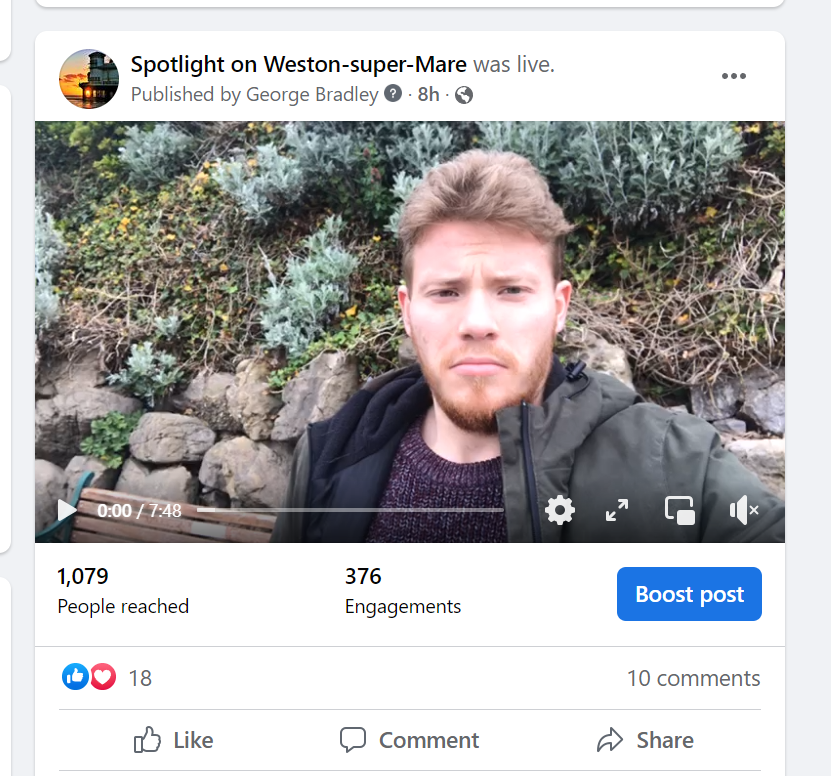 Spotlight on Weston-super-Mare was live.
Published by George Bradley ? · 8h ·
0:00 / 7:48
1,079
People reached
376
Engagements
Boost post
18
10 comments
Like
Comment
Share